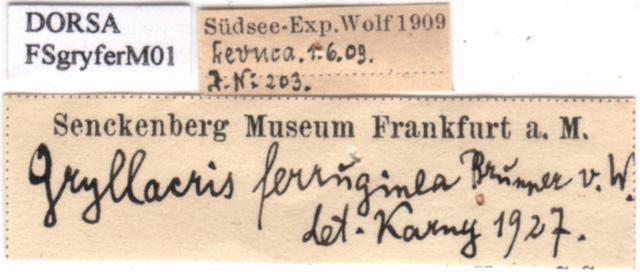 DORSA
FSgryferM01
Südsee-Exp. Wolf 1909
Levuca. 1.6.09.
J. Nr. 203.
Senckenberg Museum Frankfurt a. M.
Gryllacris ferruginea Brunner v. W.
det. Karny 1927.